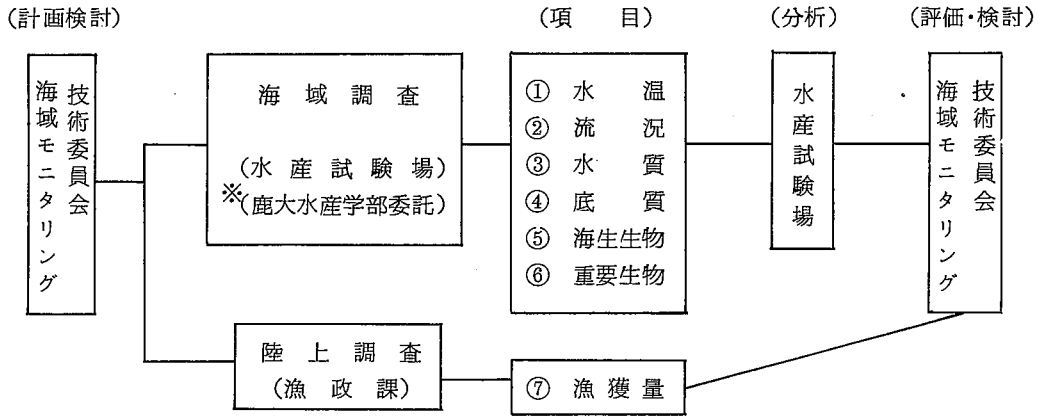 (計画検討)
(項　目)
(分析)
(評価・検討)
海域モニタリング
技術委員会
海域調査
(水産試験場)
※(鹿大水産学部委託)
① 水温
② 流況
③ 水質
④ 底質
⑤ 海生生物
⑥ 重要生物
水産試験場
海域モニタリング
技術委員会
陸上調査
(漁政課)
⑦ 漁獲量